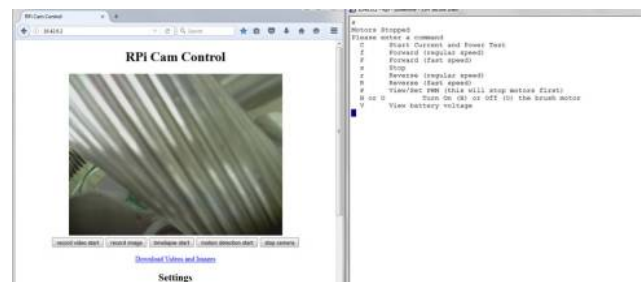 RPi Cam Control
Search
RPi Cam Control
record video start
record image
timelapse start
motion detection start
stop camera
Download Videos and Images
Settings
#
Motors Stopped
Please enter a command
C Start Current and Power Test
f Forward (regular speed)
F Forward (fast speed)
s Stop
r Reverse (regular speed)
R Reverse (fast speed)
# View/Set PWM (this will stop motors first)
Turn On (N) or Off (O) the brush motor
V View battery voltage